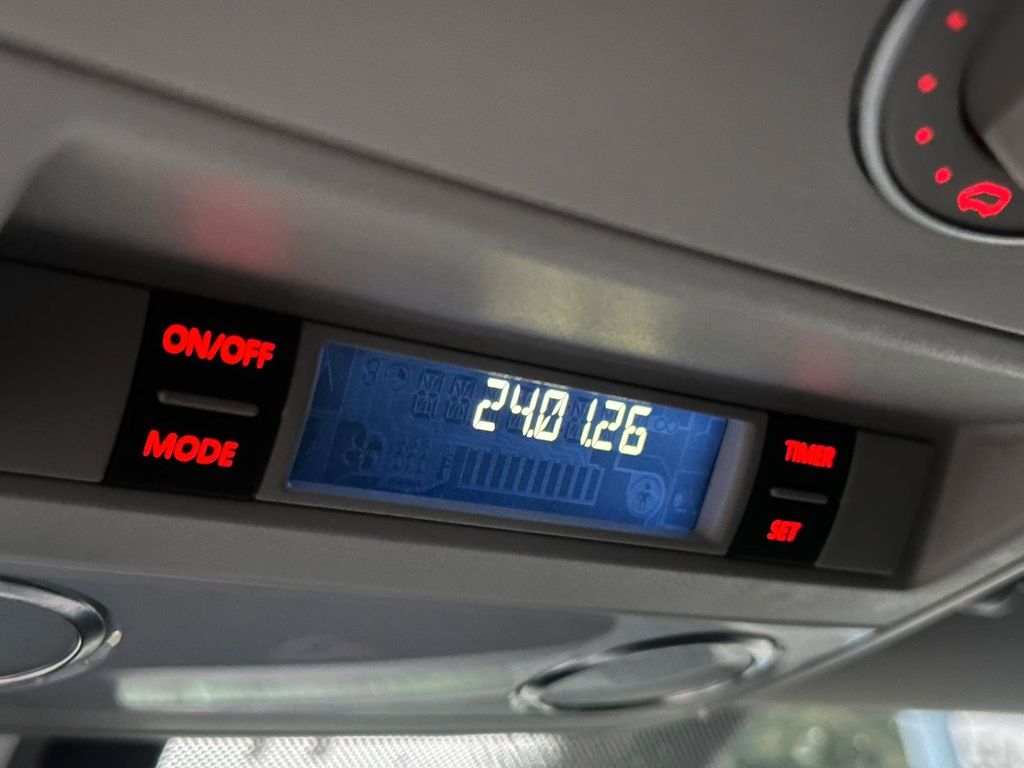 ON/OFF
MODE
24.01.26
TIMER
SET